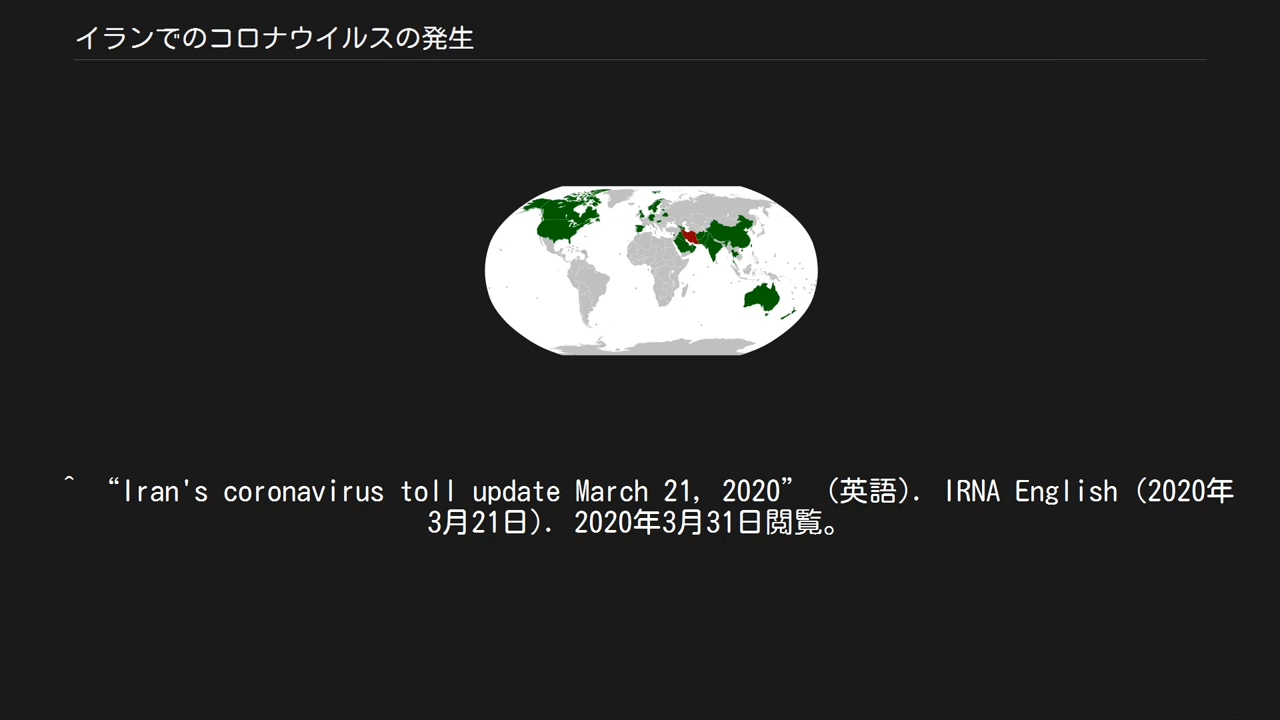 イランでのコロナウイルスの発生
^ “Iran's coronavirus toll update March 21, 2020” (英語). IRNA English (2020年
3月21日). 2020年3月31日閲覧。